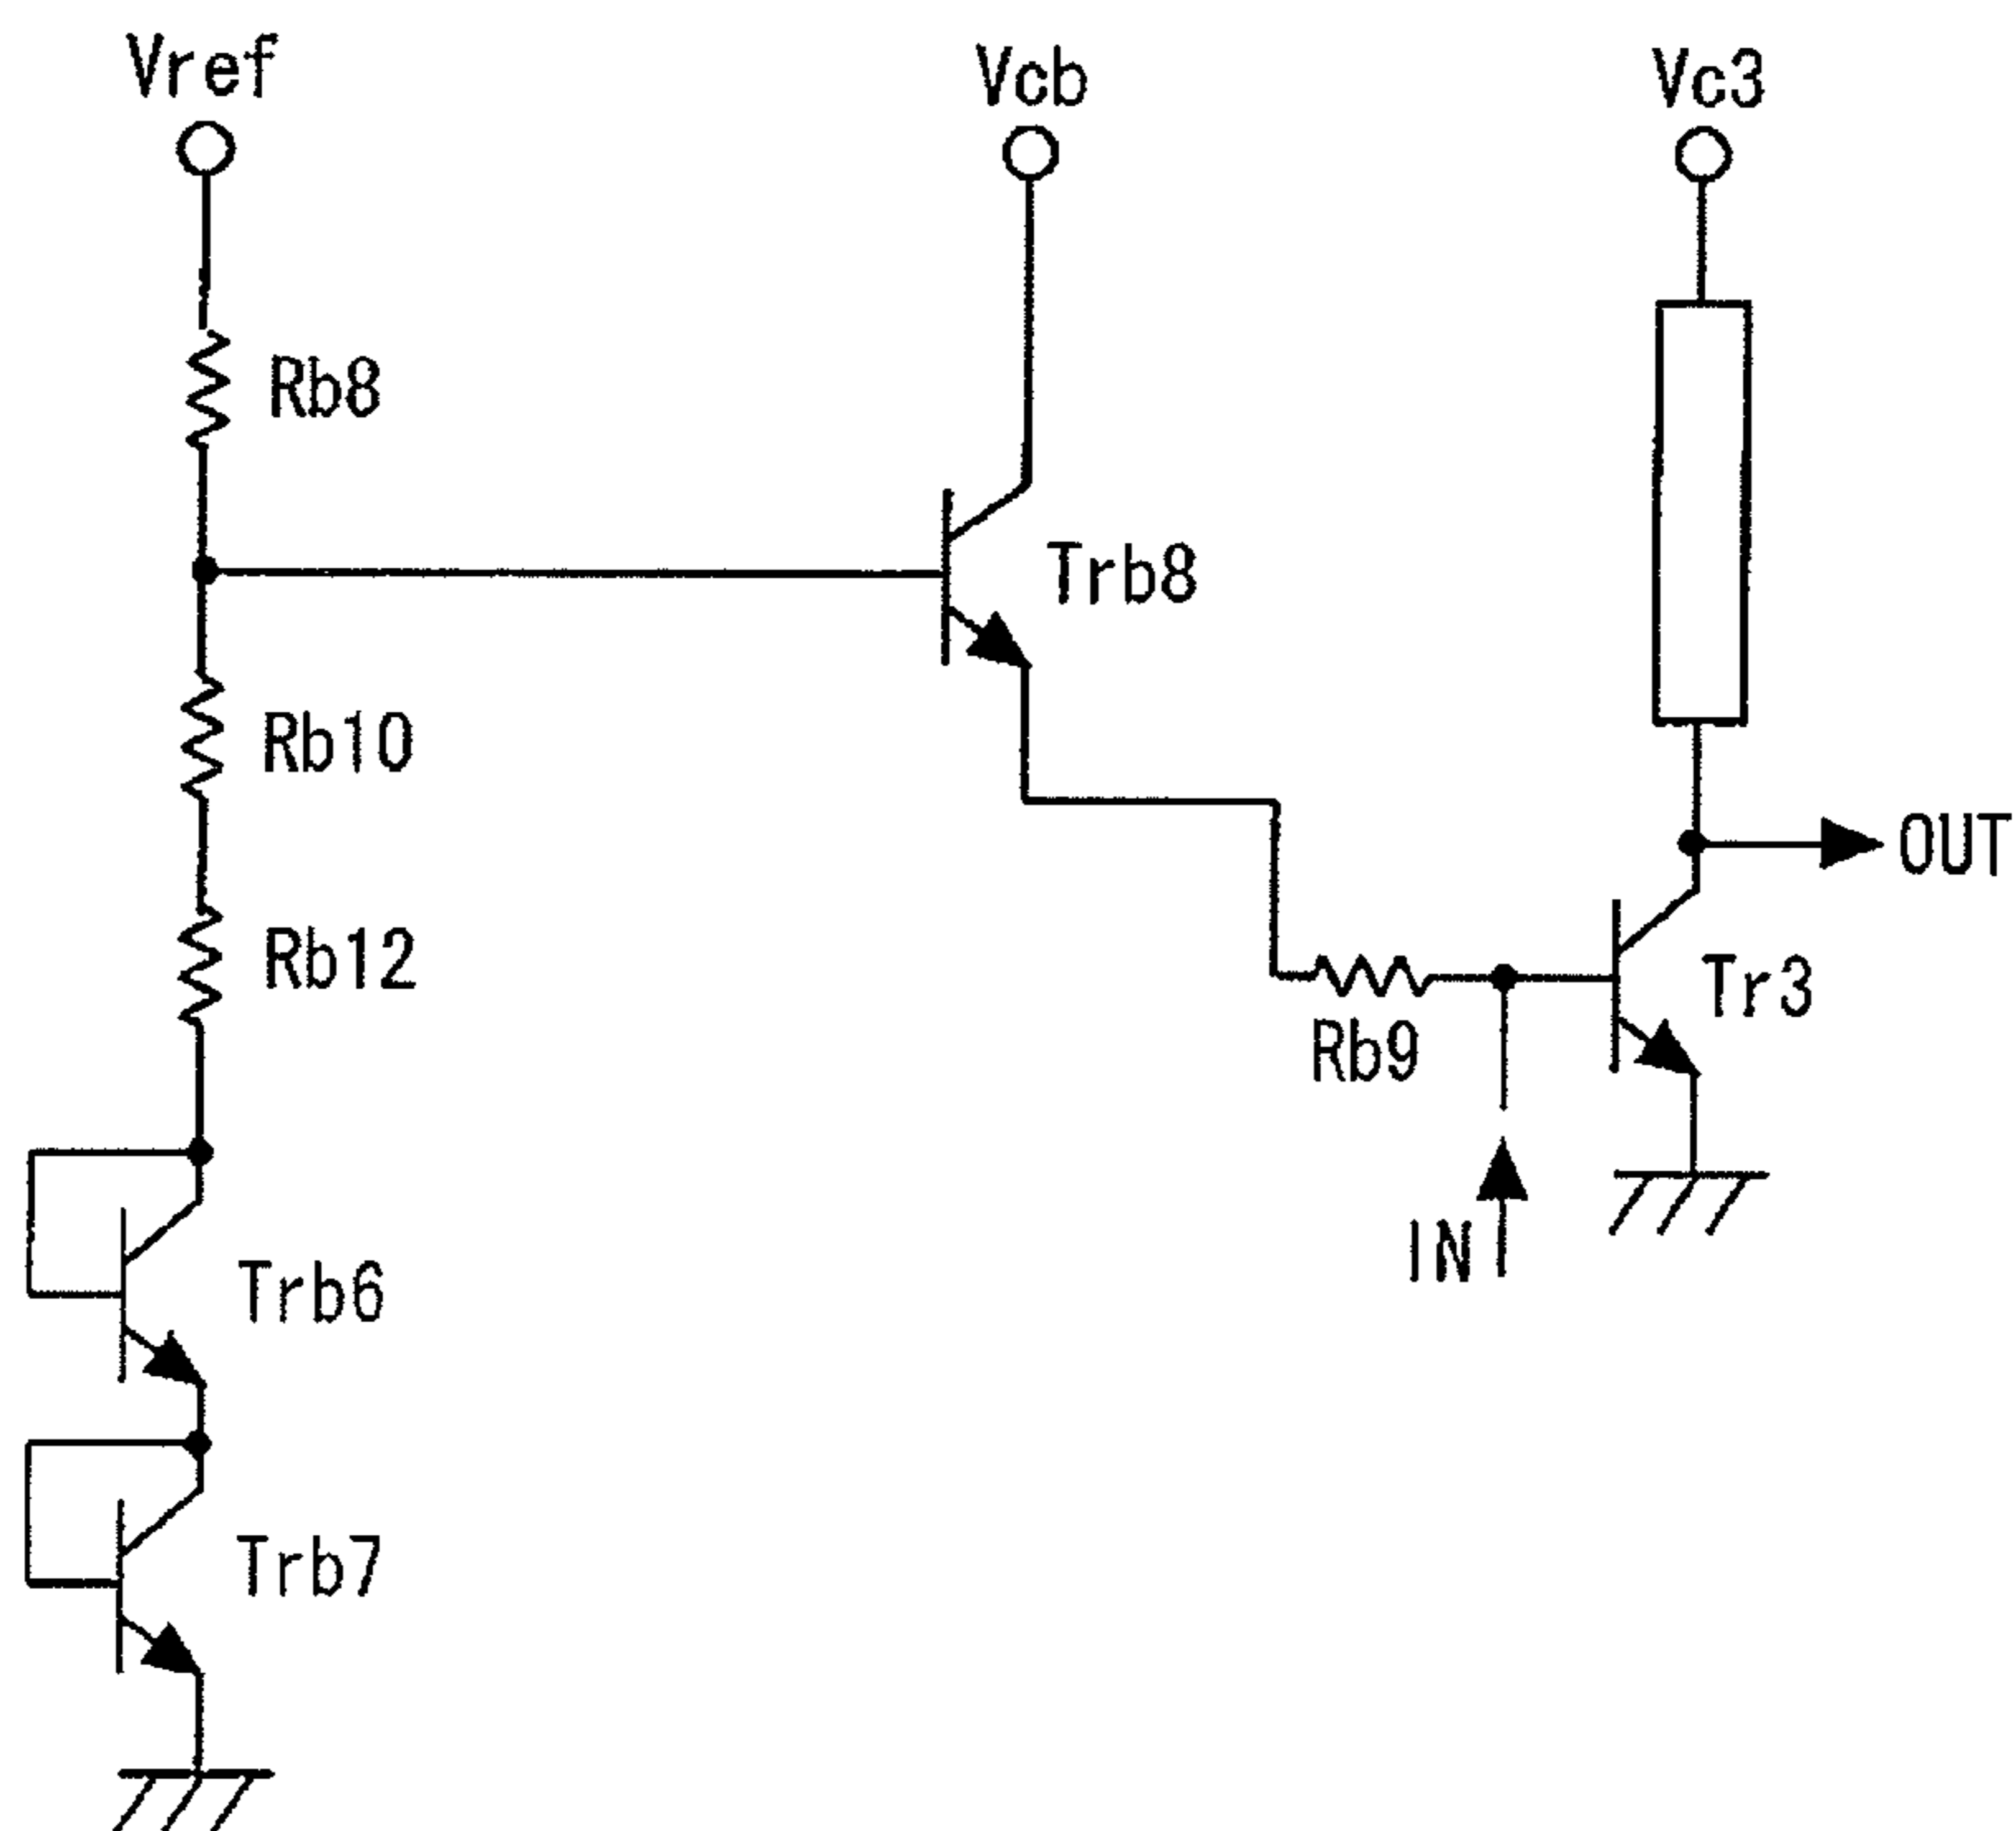 Vref
Vcb
Vc3
Rb8
Trb8
Rb10
OUT
Rb12
Tr3
Rb9
IN
Trb6
Trb7